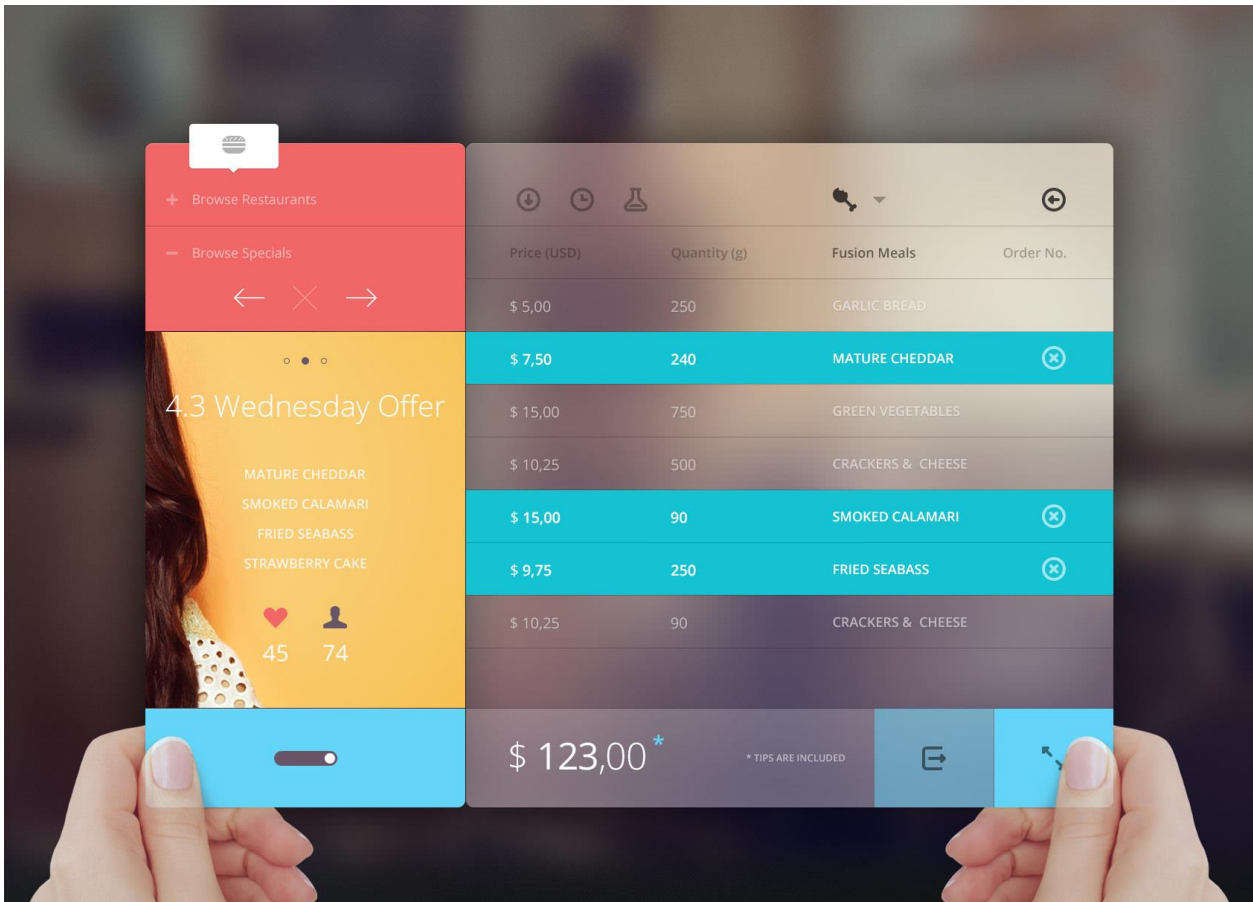 Browse Restaurants
Browse Specials
4.3 Wednesday Offer
MATURE CHEDDAR
SMOKED CALAMARI
FRIED SEABASS
STRAWBERRY CAKE
45 74
Price (USD) Quantity (g) Fusion Meals Order No.
$ 5,00 250 GARLIC BREAD
$ 7,50 240 MATURE CHEDDAR
$ 15,00 750 GREEN VEGETABLES
$ 10,25 500 CRACKERS & CHEESE
$ 15,00 90 SMOKED CALAMARI
$ 9,75 250 FRIED SEABASS
$ 10,25 90 CRACKERS & CHEESE
$ 123,00* * TIPS ARE INCLUDED